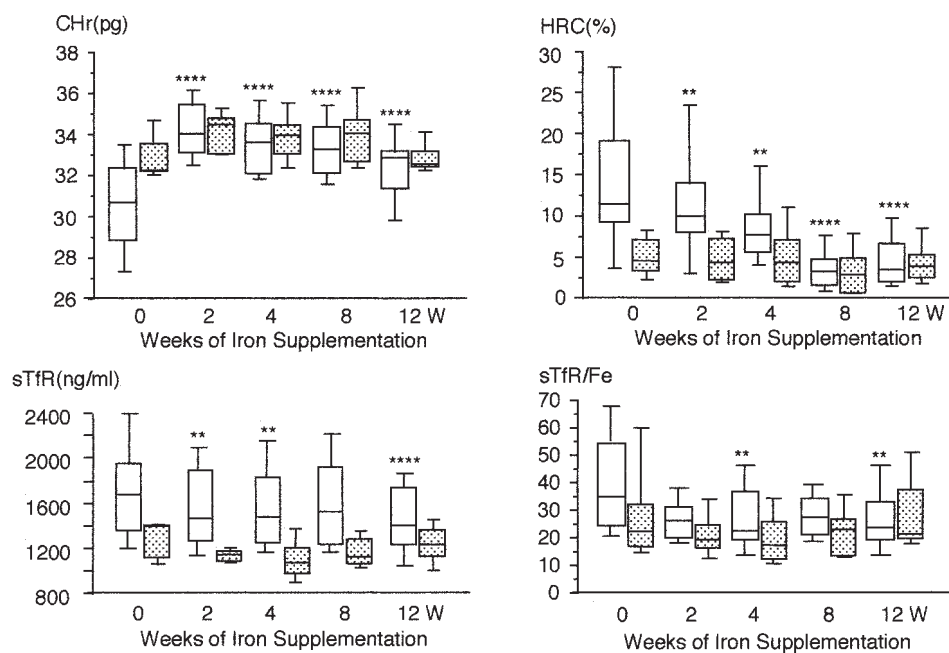 CHr(pg)
38
36
34
32
30
28
26
**** **** **** ****
0 2 4 8 12 W
Weeks of Iron Supplementation
HRC(%)
30
25
20
15
10
5
0
** ** **** ****
0 2 4 8 12 W
Weeks of Iron Supplementation
sTfR(ng/ml)
2400
2000
1600
1200
800
** ** ****
0 2 4 8 12 W
Weeks of Iron Supplementation
sTfR/Fe
70
60
50
40
30
20
10
0
** **
0 2 4 8 12 W
Weeks of Iron Supplementation